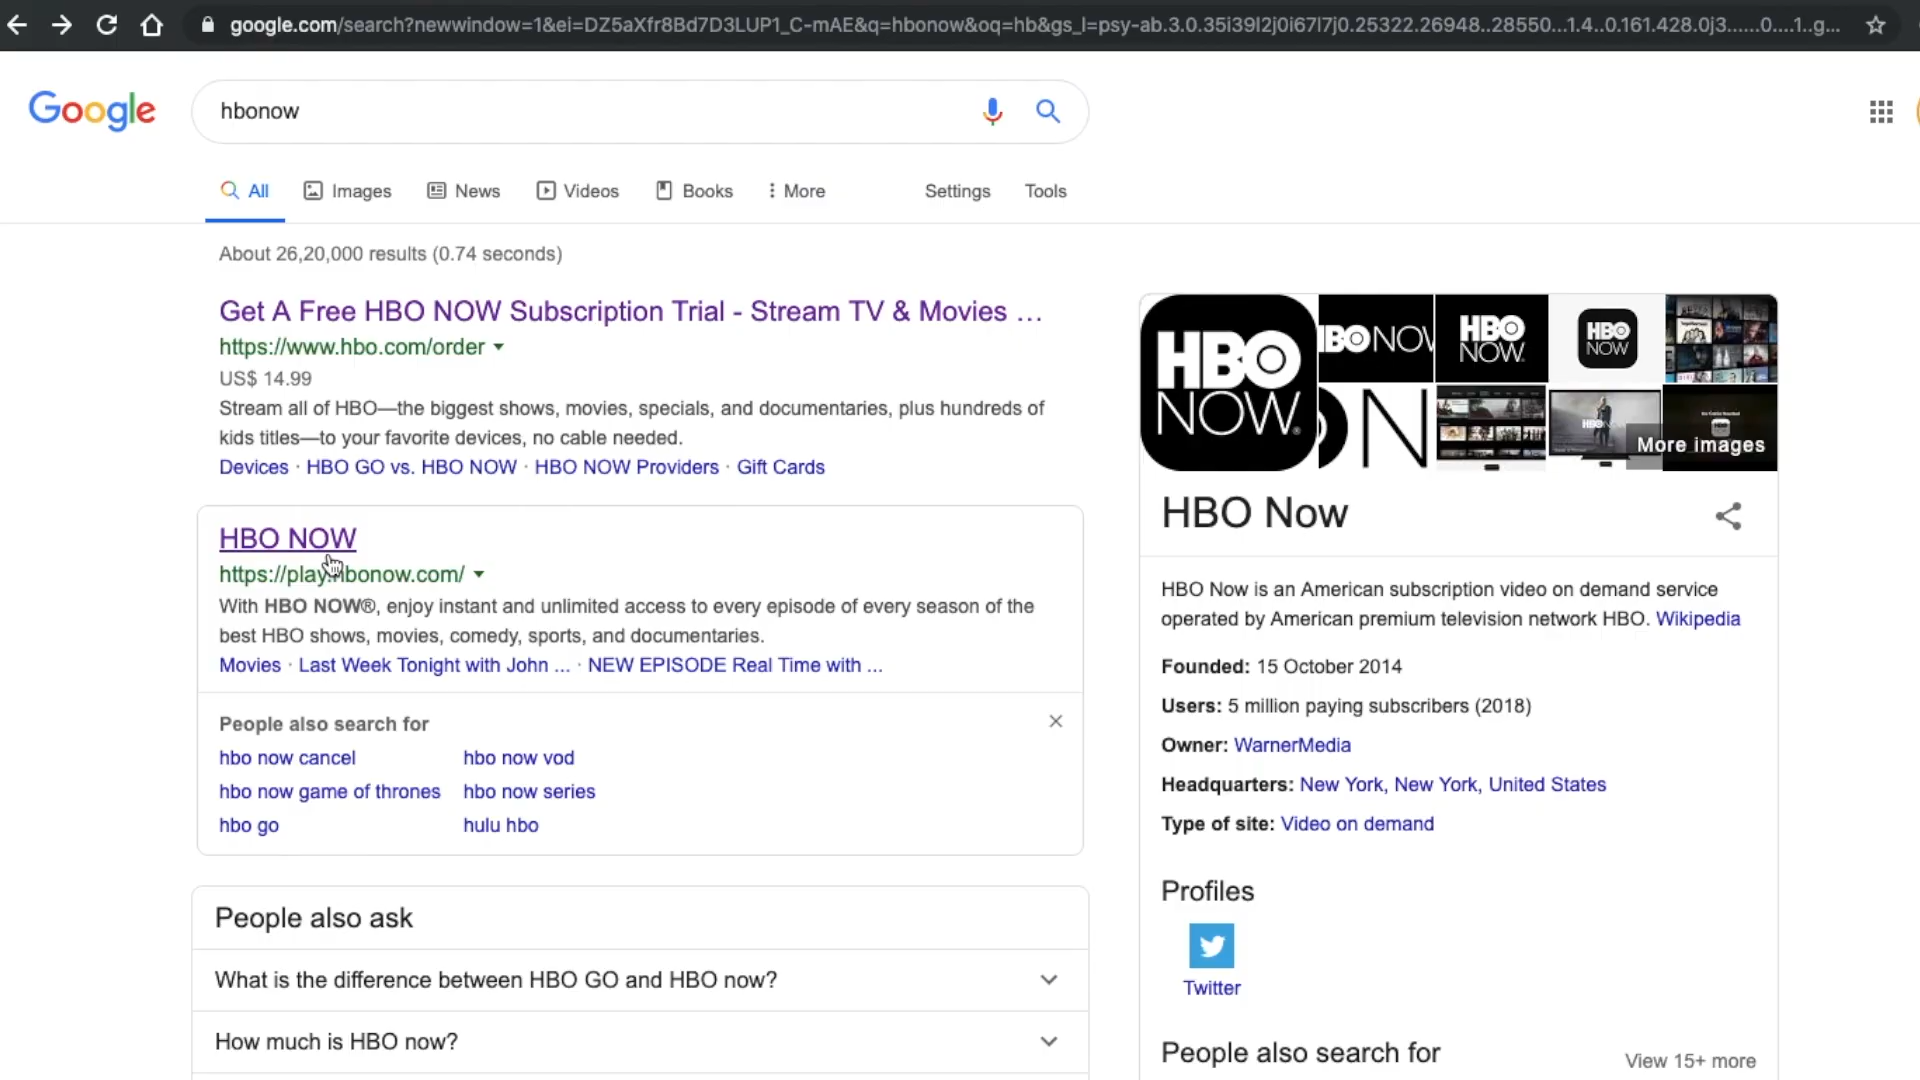 google.com/search?newwindow=1&ei=DZ5aXfr8Bd7D3LUP1_C-mAE&q=hbonow&oq=hb&gs_l=psy-ab.3.0.35i39l2j0i67l7j0.25322.26948..28550...1.4..0.161.428.0j3......0....1..g...
Google
hbonow
All Images News Videos Books More Settings Tools
About 26,20,000 results (0.74 seconds)
Get A Free HBO NOW Subscription Trial - Stream TV & Movies ...
https://www.hbo.com/order
US$ 14.99
Stream all of HBO—the biggest shows, movies, specials, and documentaries, plus hundreds of
kids titles—to your favorite devices, no cable needed.
Devices · HBO GO vs. HBO NOW · HBO NOW Providers · Gift Cards
HBO NOW
https://play.hbonow.com/
With HBO NOW®, enjoy instant and unlimited access to every episode of every season of the
best HBO shows, movies, comedy, sports, and documentaries.
Movies · Last Week Tonight with John ... · NEW EPISODE Real Time with ...
People also search for
hbo now cancel hbo now vod
hbo now game of thrones hbo now series
hbo go hulu hbo
People also ask
What is the difference between HBO GO and HBO now?
How much is HBO now?
HBO
NOW
HBO NOW
HBO
NOW
HBO
NOW
More images
HBO Now
HBO Now is an American subscription video on demand service
operated by American premium television network HBO. Wikipedia
Founded: 15 October 2014
Users: 5 million paying subscribers (2018)
Owner: WarnerMedia
Headquarters: New York, New York, United States
Type of site: Video on demand
Profiles
Twitter
People also search for View 15+ more